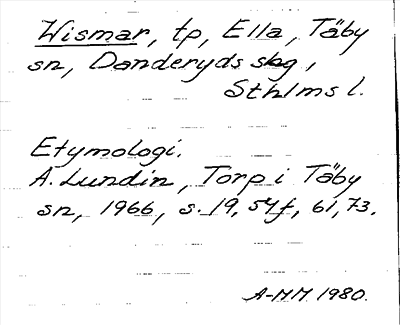 Wismar, tp, Ella, Täby
sn, Danderyds skg,
Sthlms l.
Etymologi.
A. Lundin, Torp i Täby
sn, 1966, s. 19, 54f, 61, 73.
A-MM 1980.